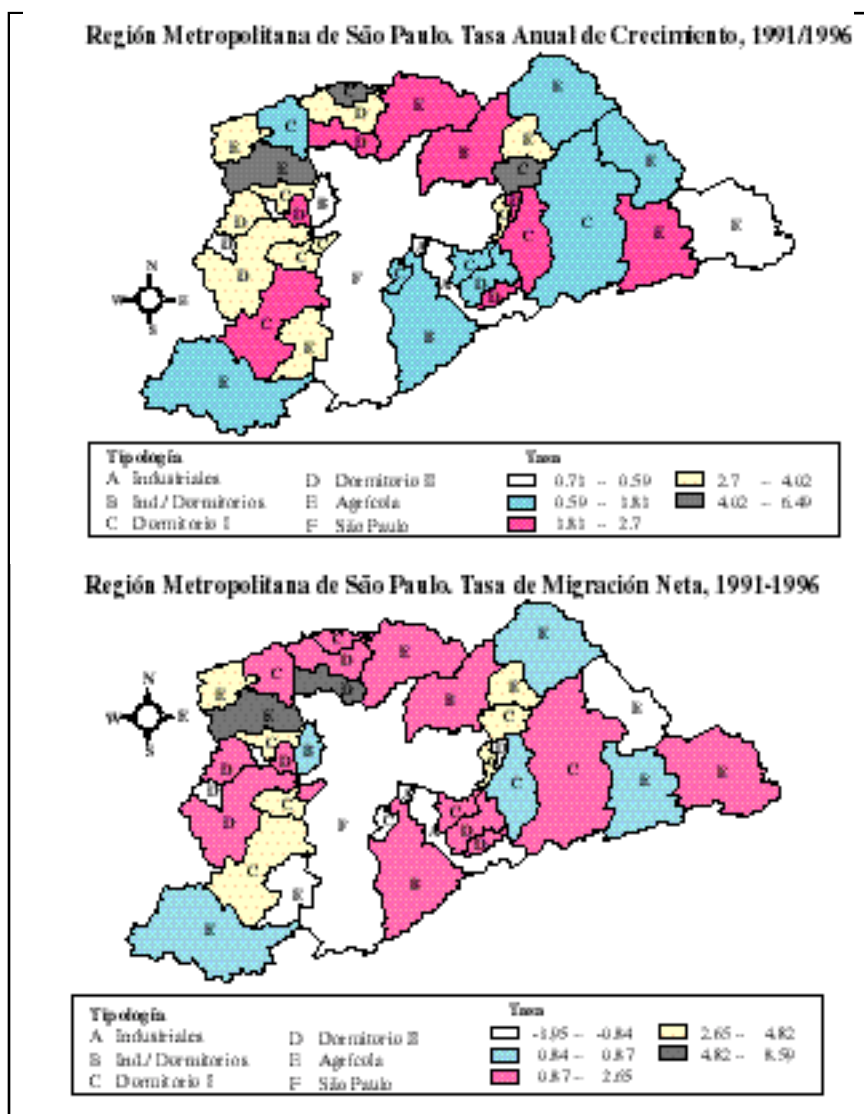 Región Metropolitana de São Paulo. Tasa Anual de Crecimiento, 1991/1996
C
E
E
D
C
D
E
B
E
E
E
C
E
C
B
D
D
E
D
C
C
E
C
F
A
C
D
D
D
C
B
E
E
N
W E
S
Tipología
A Industriales
B Ind./Dormitorios
C Dormitorio I
D Dormitorio II
E Agrícola
F São Paulo
Tasa
0.71 -- 0.59
0.59 -- 1.81
1.81 -- 2.7
2.7 -- 4.02
4.02 -- 6.49
Región Metropolitana de São Paulo. Tasa de Migración Neta, 1991-1996
C
E
E
D
C
D
E
B
E
E
E
C
E
C
B
D
D
E
D
C
C
E
C
F
A
C
D
D
D
C
B
E
E
N
W E
S
Tipología
A Industriales
B Ind./Dormitorios
C Dormitorio I
D Dormitorio II
E Agrícola
F São Paulo
Tasa
-1.95 -- -0.84
0.84 -- 0.87
0.87 -- 2.65
2.65 -- 4.82
4.82 -- 8.59